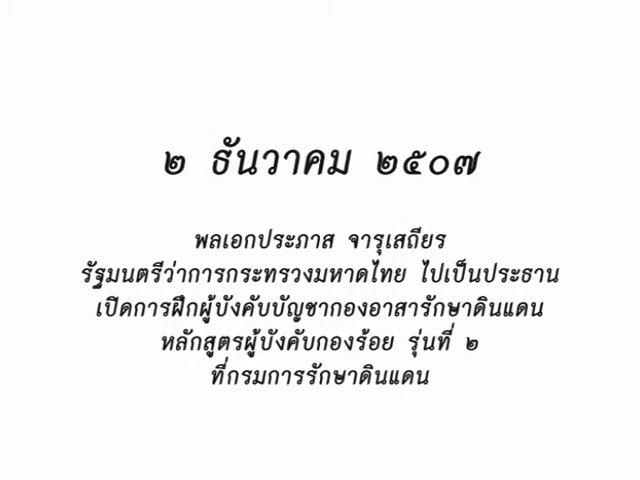 ๒ ธันวาคม ๒๕๐๗
พลเอกประภาส จารุเสถียร
รัฐมนตรีว่าการกระทรวงมหาดไทย ไปเป็นประธาน
เปิดการฝึกผู้บังคับบัญชากองอาสารักษาดินแดน
หลักสูตรผู้บังคับกองร้อย รุ่นที่ ๒
ที่กรมการรักษาดินแดน